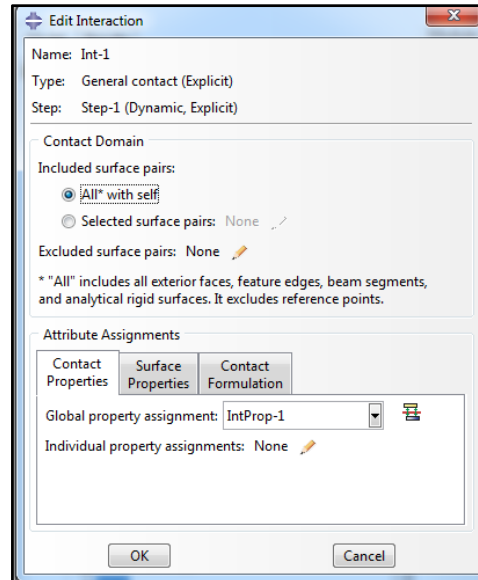 Edit Interaction
X
Name: Int-1
Type: General contact (Explicit)
Step: Step-1 (Dynamic, Explicit)
Contact Domain
Included surface pairs:
All* with self
Selected surface pairs: None
Excluded surface pairs: None
* "All" includes all exterior faces, feature edges, beam segments,
and analytical rigid surfaces. It excludes reference points.
Attribute Assignments
Contact Properties
Surface Properties
Contact Formulation
Global property assignment: IntProp-1
Individual property assignments: None
OK Cancel